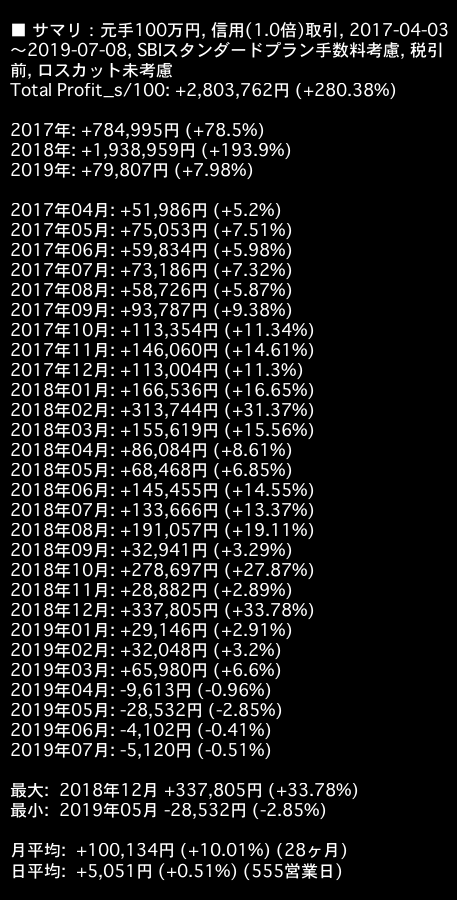 ■ サマリ：元手100万円, 信用(1.0倍)取引, 2017-04-03
～2019-07-08, SBIスタンダードプラン手数料考慮, 税引
前, ロスカット未考慮
Total Profit_s/100: +2,803,762円 (+280.38%)
2017年: +784,995円 (+78.5%)
2018年: +1,938,959円 (+193.9%)
2019年: +79,807円 (+7.98%)
2017年04月: +51,986円 (+5.2%)
2017年05月: +75,053円 (+7.51%)
2017年06月: +59,834円 (+5.98%)
2017年07月: +73,186円 (+7.32%)
2017年08月: +58,726円 (+5.87%)
2017年09月: +93,787円 (+9.38%)
2017年10月: +113,354円 (+11.34%)
2017年11月: +146,060円 (+14.61%)
2017年12月: +113,004円 (+11.3%)
2018年01月: +166,536円 (+16.65%)
2018年02月: +313,744円 (+31.37%)
2018年03月: +155,619円 (+15.56%)
2018年04月: +86,084円 (+8.61%)
2018年05月: +68,468円 (+6.85%)
2018年06月: +145,455円 (+14.55%)
2018年07月: +133,666円 (+13.37%)
2018年08月: +191,057円 (+19.11%)
2018年09月: +32,941円 (+3.29%)
2018年10月: +278,697円 (+27.87%)
2018年11月: +28,882円 (+2.89%)
2018年12月: +337,805円 (+33.78%)
2019年01月: +29,146円 (+2.91%)
2019年02月: +32,048円 (+3.2%)
2019年03月: +65,980円 (+6.6%)
2019年04月: -9,613円 (-0.96%)
2019年05月: -28,532円 (-2.85%)
2019年06月: -4,102円 (-0.41%)
2019年07月: -5,120円 (-0.51%)
最大: 2018年12月 +337,805円 (+33.78%)
最小: 2019年05月 -28,532円 (-2.85%)
月平均: +100,134円 (+10.01%) (28ヶ月)
日平均: +5,051円 (+0.51%) (555営業日)